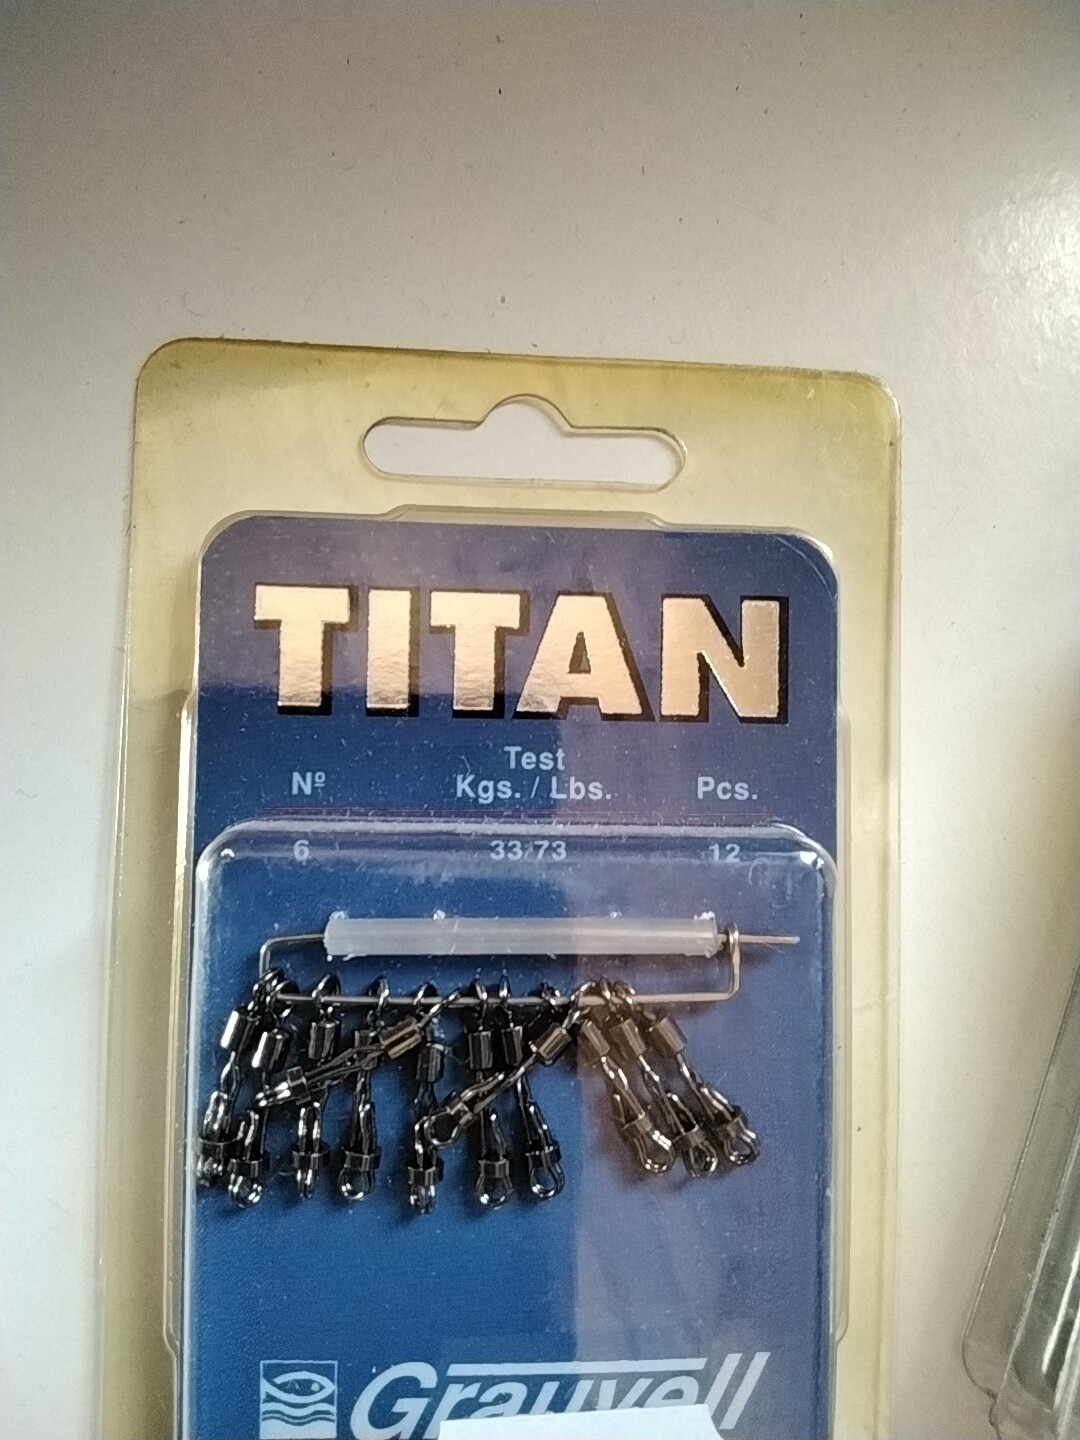 TITAN
Test
Nº Kgs. / Lbs. Pcs.
6 33/73 12
Grauvell